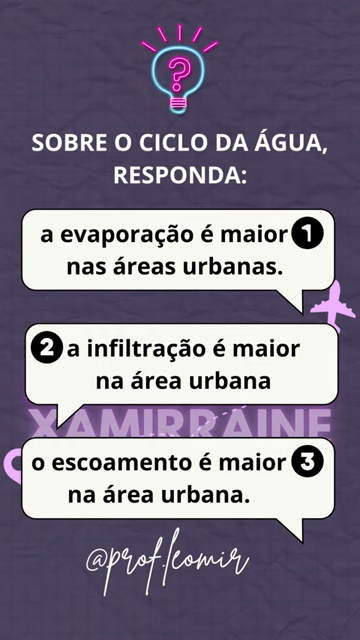 ?
SOBRE O CICLO DA ÁGUA,
RESPONDA:
a evaporação é maior 1
nas áreas urbanas.
2 a infiltração é maior
na área urbana
XAMIRRAINE
o escoamento é maior 3
na área urbana.
@prof.leomir